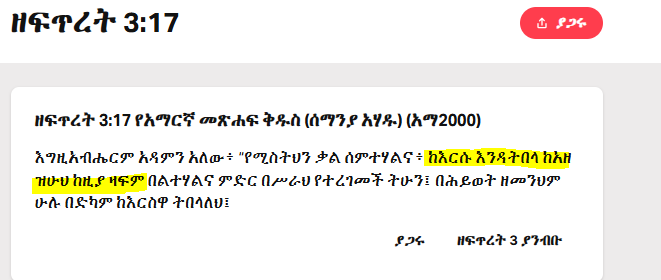 ዘፍጥረት 3:17
ያጋሩ
ዘፍጥረት 3:17 የአማርኛ መጽሐፍ ቅዱስ (ሰማንያ አሃዱ) (አማ2000)
እግዚአብሔርም አዳምን አለው፥ “የሚስትህን ቃል ሰምተሃልና ፥ ከእርሱ እንዳትበላ ከአዘ
ዝሁህ ከዚያ ዛፍም በልተሃልና ምድር በሥራህ የተረገመች ትሁን፤ በሕይወት ዘመንህም
ሁሉ በድካም ከእርስዋ ትበላለህ፤
ያጋሩ ዘፍጥረት 3 ያንብቡ